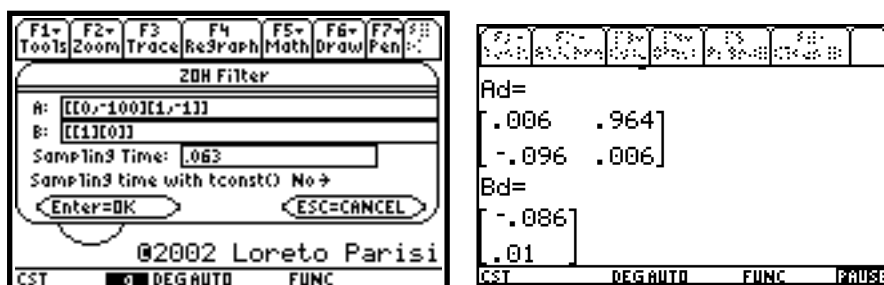 F1 F2 F3 F4 F5 F6 F7
Tools Zoom Trace ReGraph Math Draw Pen
ZOH Filter
A: [[0,-100][1,-1]]
B: [[1][0]]
Sampling Time: .063
Sampling time with tconst() No→
Enter=OK ESC=CANCEL
@2002 Loreto Parisi
CST DEG AUTO FUNC
Ad=
[.006 .964]
[-.096 .006]
Bd=
[-.086]
[.01]
CST DEG AUTO FUNC PAUSE